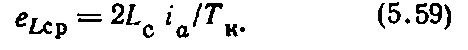 e_{Lср} = 2L_с i_a/T_к. (5.59)